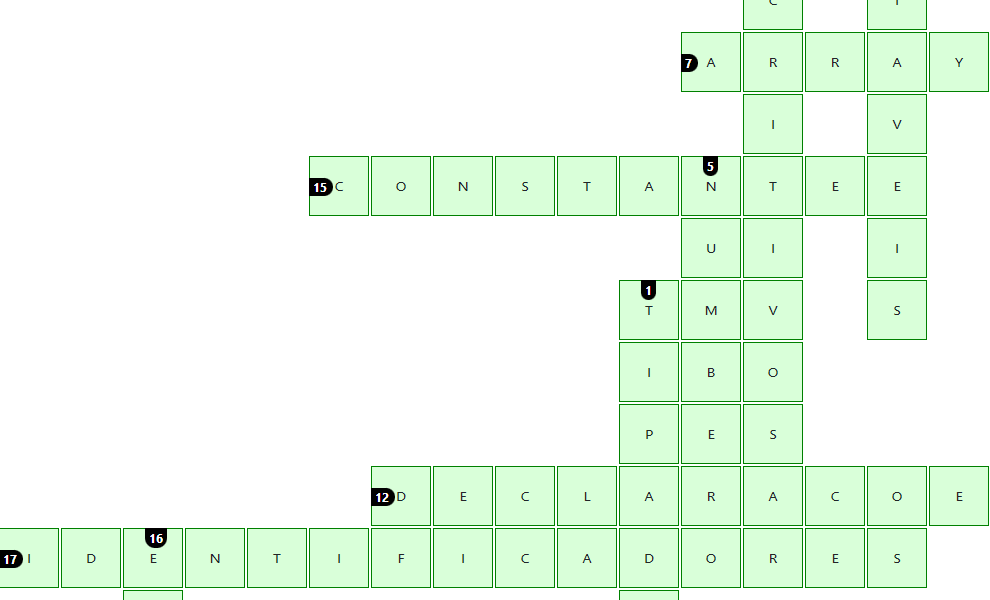 C I
7 A R R A Y
I V
15 C O N S T A 5 N T E E
U I I
1 T M V S
I B O
P E S
12 D E C L A R A C O E
17 I D 16 E N T I F I C A D O R E S